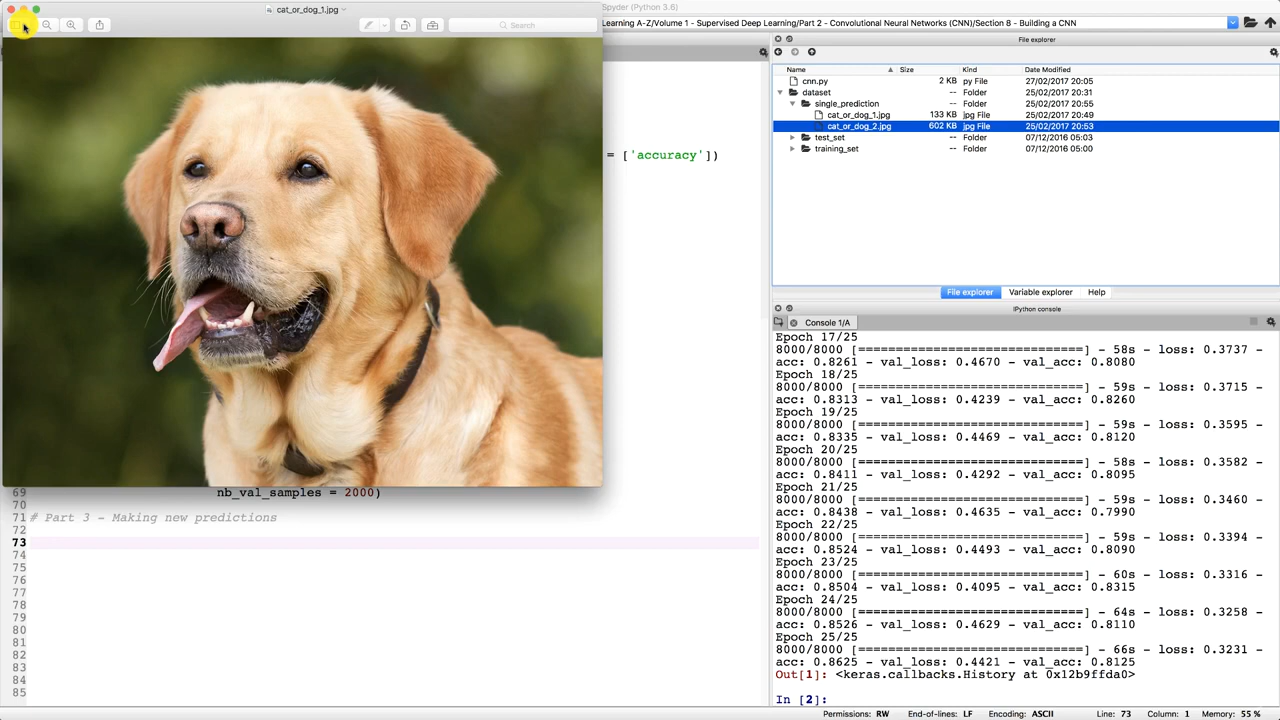 cat_or_dog_1.jpg
Search
Spyder (Python 3.6)
Learning A-Z/Volume 1 - Supervised Deep Learning/Part 2 - Convolutional Neural Networks (CNN)/Section 8 - Building a CNN
File explorer
Name Size Kind Date Modified
cnn.py 2 KB py File 27/02/2017 20:05
dataset -- Folder 25/02/2017 20:31
single_prediction -- Folder 25/02/2017 20:55
cat_or_dog_1.jpg 133 KB jpg File 25/02/2017 20:49
cat_or_dog_2.jpg 602 KB jpg File 25/02/2017 20:53
test_set -- Folder 07/12/2016 05:03
training_set -- Folder 07/12/2016 05:00
= ['accuracy'])
File explorer Variable explorer Help
IPython console
Console 1/A
Epoch 17/25
8000/8000 [==============================] - 58s - loss: 0.3737 -
acc: 0.8261 - val_loss: 0.4670 - val_acc: 0.8080
Epoch 18/25
8000/8000 [==============================] - 59s - loss: 0.3715 -
acc: 0.8313 - val_loss: 0.4239 - val_acc: 0.8260
Epoch 19/25
8000/8000 [==============================] - 59s - loss: 0.3595 -
acc: 0.8335 - val_loss: 0.4469 - val_acc: 0.8120
Epoch 20/25
8000/8000 [==============================] - 58s - loss: 0.3582 -
acc: 0.8411 - val_loss: 0.4292 - val_acc: 0.8095
Epoch 21/25
8000/8000 [==============================] - 59s - loss: 0.3460 -
acc: 0.8438 - val_loss: 0.4635 - val_acc: 0.7990
Epoch 22/25
8000/8000 [==============================] - 59s - loss: 0.3394 -
acc: 0.8524 - val_loss: 0.4493 - val_acc: 0.8090
Epoch 23/25
8000/8000 [==============================] - 60s - loss: 0.3316 -
acc: 0.8504 - val_loss: 0.4095 - val_acc: 0.8315
Epoch 24/25
8000/8000 [==============================] - 64s - loss: 0.3258 -
acc: 0.8526 - val_loss: 0.4629 - val_acc: 0.8110
Epoch 25/25
8000/8000 [==============================] - 66s - loss: 0.3231 -
acc: 0.8625 - val_loss: 0.4421 - val_acc: 0.8125
Out[1]: <keras.callbacks.History at 0x12b9ffda0>
In [2]:
69 nb_val_samples = 2000)
70
71 # Part 3 - Making new predictions
72
73
74
75
76
77
78
79
80
81
82
83
84
85
Permissions: RW End-of-lines: LF Encoding: ASCII Line: 73 Column: 1 Memory: 55 %